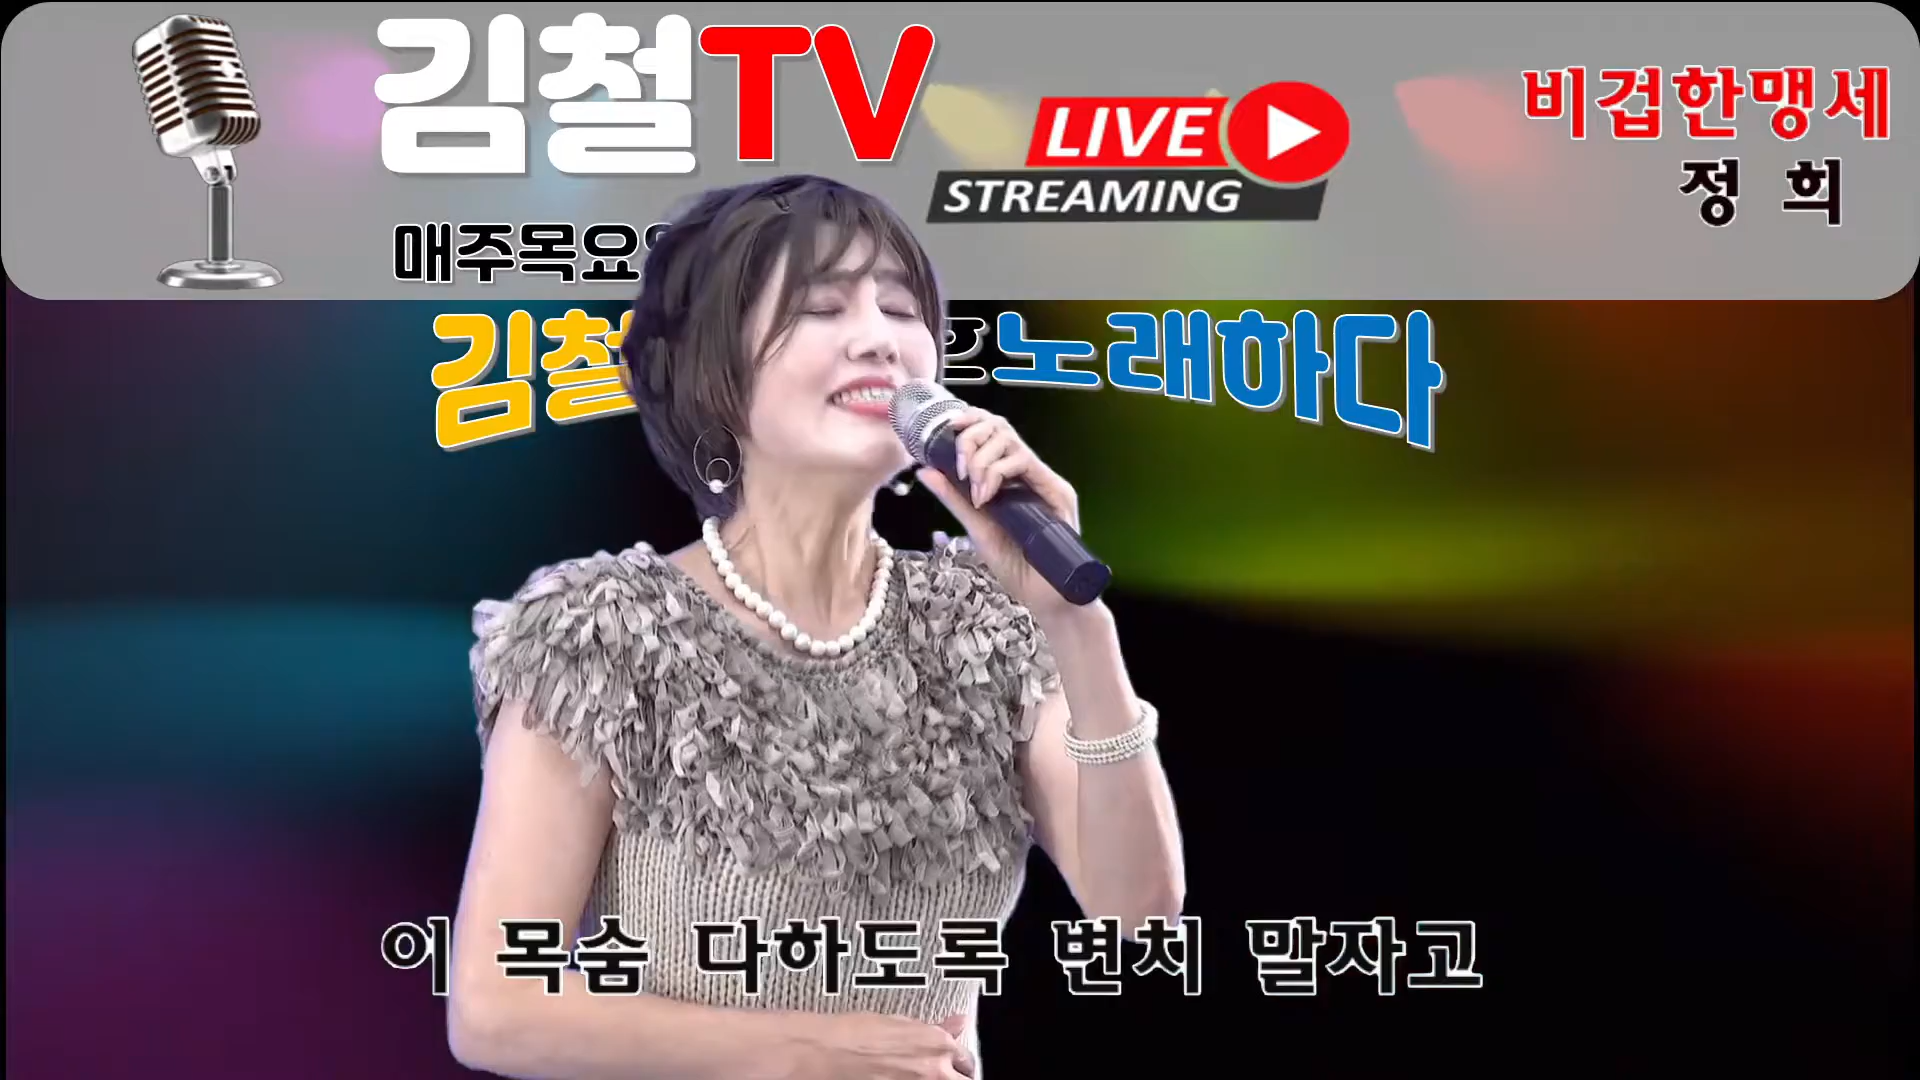 김철TV
LIVE
STREAMING
비겁한맹세
정 희
매주목요
김철 흐노래하다
이 목숨 다하도록 변치 말자고